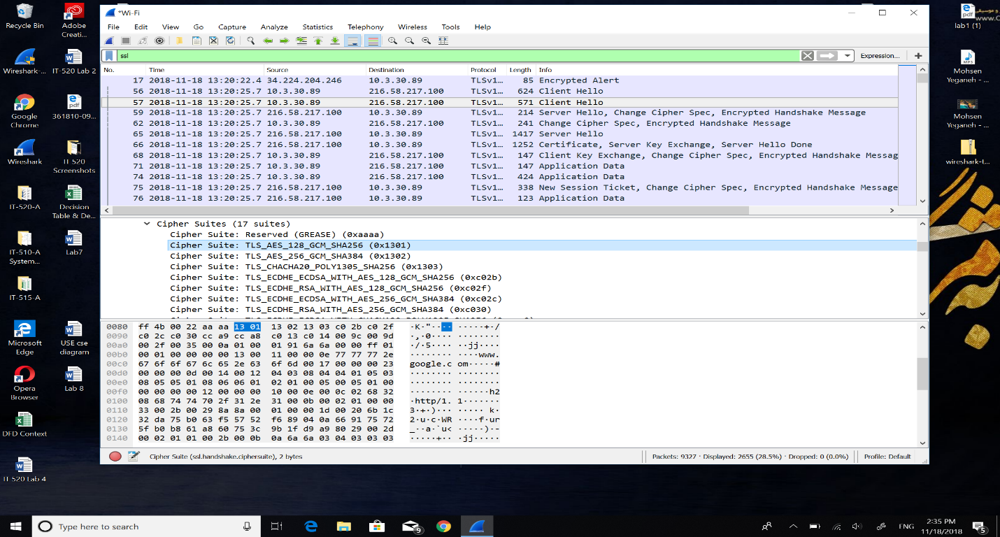 Recycle Bin
Adobe
Creati...
Wireshark-...
IT-520 Lab 2
Google
Chrome
361810-09...
Wireshark
IT 520
Screenshots
IT-520-A
Decision
Table & De...
IT-510-A
System...
Lab7
IT-515-A
Microsoft
Edge
USE cse
diagram
Opera
Browser
Lab 8
DFD Context
IT-520 Lab 4
*Wi-Fi
File Edit View Go Capture Analyze Statistics Telephony Wireless Tools Help
ssl Expression... +
No. Time Source Destination Protocol Length Info
17 2018-11-18 13:20:22.4 34.224.204.246 10.3.30.89 TLSv1... 85 Encrypted Alert
56 2018-11-18 13:20:25.7 10.3.30.89 216.58.217.100 TLSv1... 624 Client Hello
57 2018-11-18 13:20:25.7 10.3.30.89 216.58.217.100 TLSv1... 571 Client Hello
59 2018-11-18 13:20:25.7 216.58.217.100 10.3.30.89 TLSv1... 214 Server Hello, Change Cipher Spec, Encrypted Handshake Message
62 2018-11-18 13:20:25.7 10.3.30.89 216.58.217.100 TLSv1... 241 Change Cipher Spec, Encrypted Handshake Message
65 2018-11-18 13:20:25.7 216.58.217.100 10.3.30.89 TLSv1... 1417 Server Hello
66 2018-11-18 13:20:25.7 216.58.217.100 10.3.30.89 TLSv1... 1252 Certificate, Server Key Exchange, Server Hello Done
68 2018-11-18 13:20:25.7 10.3.30.89 216.58.217.100 TLSv1... 147 Client Key Exchange, Change Cipher Spec, Encrypted Handshake Messag
71 2018-11-18 13:20:25.7 10.3.30.89 216.58.217.100 TLSv1... 147 Application Data
74 2018-11-18 13:20:25.7 10.3.30.89 216.58.217.100 TLSv1... 424 Application Data
75 2018-11-18 13:20:25.7 216.58.217.100 10.3.30.89 TLSv1... 338 New Session Ticket, Change Cipher Spec, Encrypted Handshake Message
76 2018-11-18 13:20:25.7 216.58.217.100 10.3.30.89 TLSv1... 123 Application Data
Cipher Suites (17 suites)
Cipher Suite: Reserved (GREASE) (0xaaaa)
Cipher Suite: TLS_AES_128_GCM_SHA256 (0x1301)
Cipher Suite: TLS_AES_256_GCM_SHA384 (0x1302)
Cipher Suite: TLS_CHACHA20_POLY1305_SHA256 (0x1303)
Cipher Suite: TLS_ECDHE_ECDSA_WITH_AES_128_GCM_SHA256 (0xc02b)
Cipher Suite: TLS_ECDHE_RSA_WITH_AES_128_GCM_SHA256 (0xc02f)
Cipher Suite: TLS_ECDHE_ECDSA_WITH_AES_256_GCM_SHA384 (0xc02c)
Cipher Suite: TLS_ECDHE_RSA_WITH_AES_256_GCM_SHA384 (0xc030)
0080 ff 4b 00 22 aa aa 13 01 13 02 13 03 c0 2b c0 2f ·K·"···· ·····+·/
0090 c0 2c c0 30 cc a9 cc a8 c0 13 c0 14 00 9c 00 9d ·,·0···· ········
00a0 00 2f 00 35 00 0a 01 00 01 91 6a 6a 00 00 ff 01 ·/·5···· ··jj····
00b0 00 01 00 00 00 00 13 00 11 00 00 0e 77 77 77 2e ········ ····www.
00c0 67 6f 6f 67 6c 65 2e 63 6f 6d 00 17 00 00 00 23 google.c om·····#
00d0 00 00 00 0d 00 14 00 12 04 03 08 04 04 01 05 03 ········ ········
00e0 08 05 05 01 08 06 06 01 02 01 00 05 00 05 01 00 ········ ········
00f0 00 00 00 00 12 00 00 00 10 00 0e 00 0c 02 68 32 ········ ······h2
0100 08 68 74 74 70 2f 31 2e 31 00 0b 00 02 01 00 00 ·http/1. 1·······
0110 33 00 2b 00 29 8a 8a 00 01 00 00 1d 00 20 6b 1c 3·+·)··· ····· k·
0120 32 da 75 b0 63 f5 57 52 f6 89 04 0a 66 91 75 72 2·u·c·WR ····f·ur
0130 5f b0 b8 61 a8 60 75 3c 9b 1f d9 a9 80 29 00 2d _··a·`u< ·····)·-
0140 00 02 01 01 00 2b 00 0b 0a 6a 6a 03 04 03 03 03 ·····+·· ·jj·····
Cipher Suite (ssl.handshake.ciphersuite), 2 bytes
Packets: 9327 · Displayed: 2655 (28.5%) · Dropped: 0 (0.0%)
Profile: Default
lab1 (1)
Mohsen
Yeganeh - ...
Mohsen
Yeganeh - ...
wireshark-t...
Type here to search
9
ENG
2:35 PM
11/18/2018
5